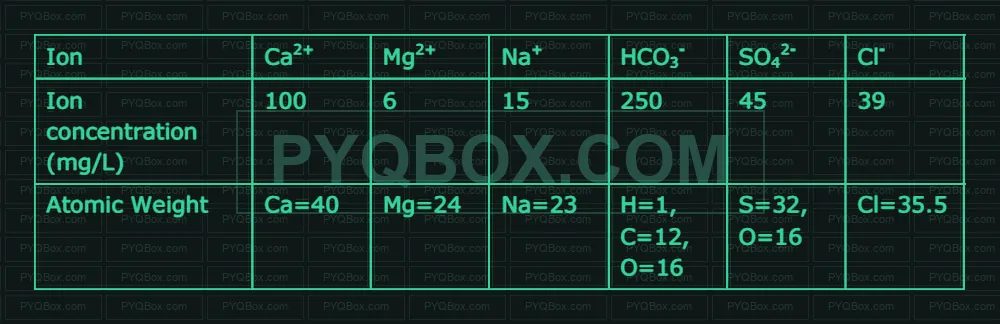 Ion Ca²⁺ Mg²⁺ Na⁺ HCO₃⁻ SO₄²⁻ Cl⁻
Ion concentration (mg/L) 100 6 15 250 45 39
Atomic Weight Ca=40 Mg=24 Na=23 H=1, C=12, O=16 S=32, O=16 Cl=35.5
PYQBOX.COM